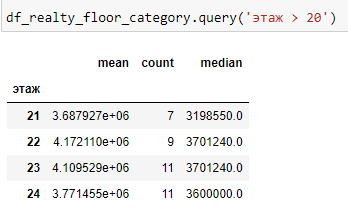 df_realty_floor_category.query('этаж > 20')
mean count median
этаж
21 3.687927e+06 7 3198550.0
22 4.172110e+06 9 3701240.0
23 4.109529e+06 11 3701240.0
24 3.771455e+06 11 3600000.0